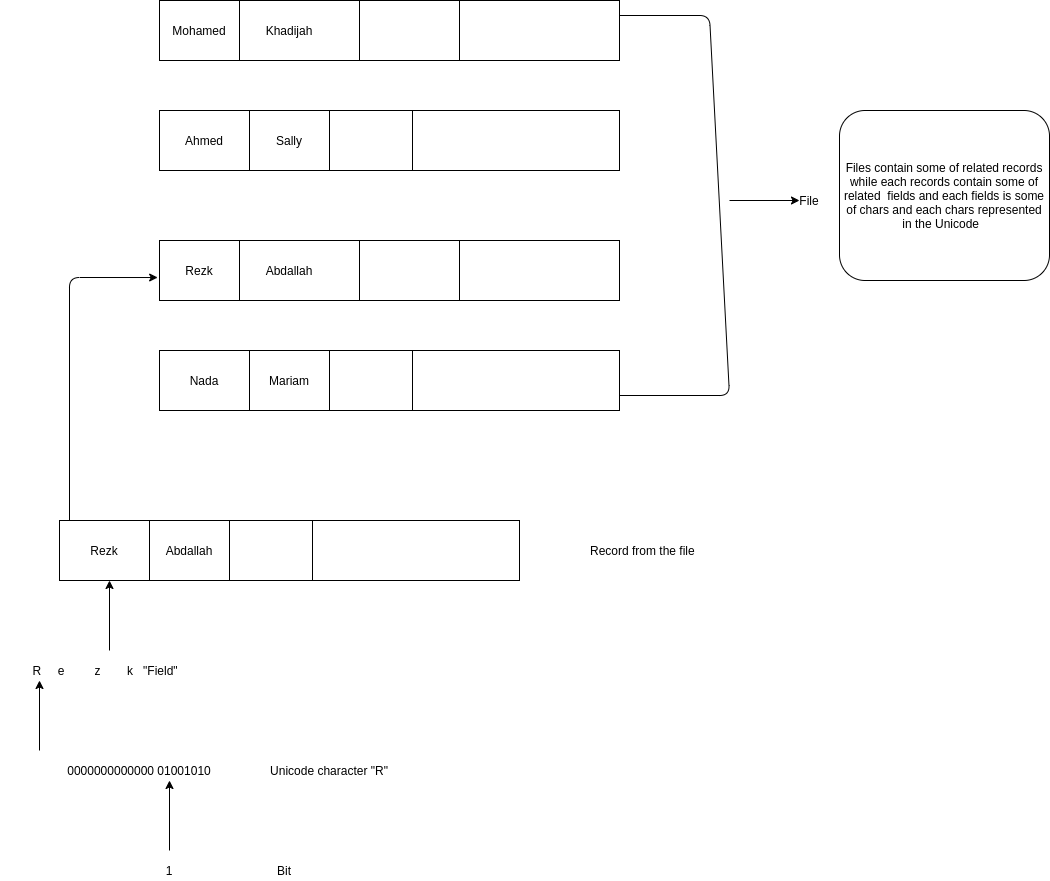 Mohamed Khadijah
Ahmed Sally
Files contain some of related records
while each records contain some of
related fields and each fields is some
of chars and each chars represented
in the Unicode
File
Rezk Abdallah
Nada Mariam
Rezk Abdallah Record from the file
R e z k "Field"
0000000000000 01001010 Unicode character "R"
1 Bit